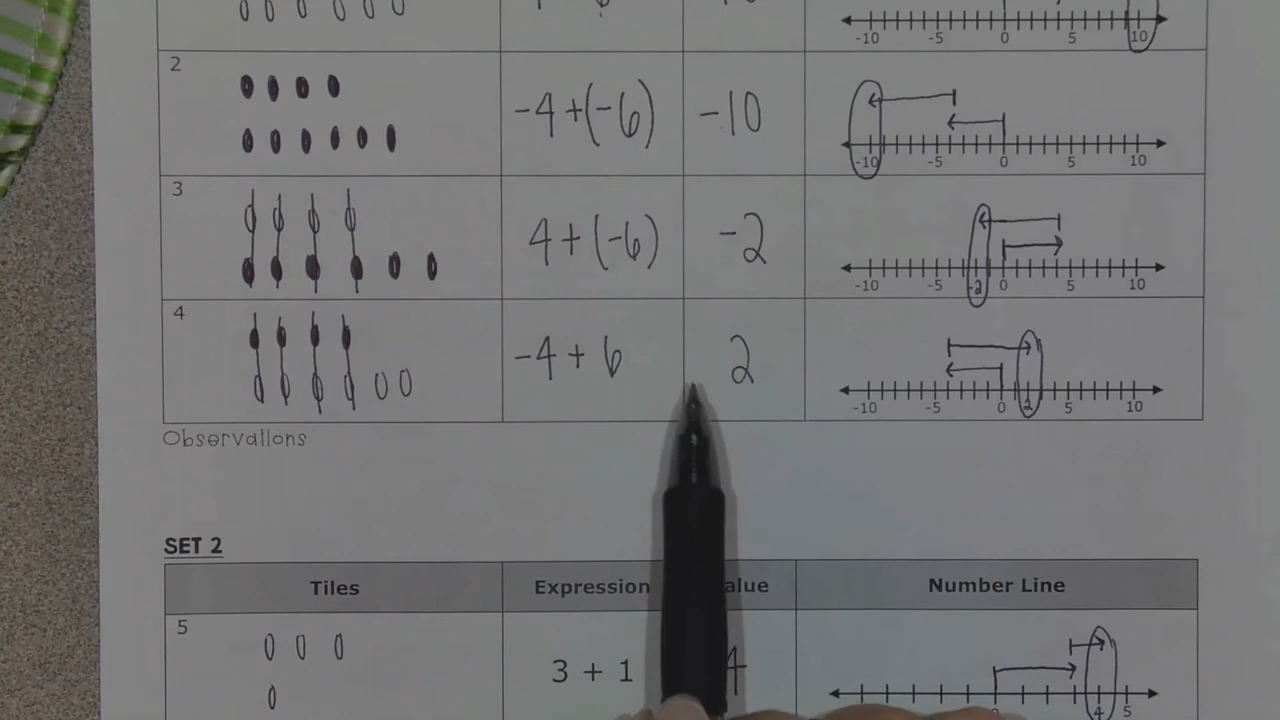 -10 -5 0 5 10
2
-4 + (-6) -10
-10 -5 0 5 10
3
4 + (-6) -2
-10 -5 -2 0 5 10
4
-4 + 6 2
-10 -5 0 2 5 10
Observations
SET 2
Tiles Expression Number Line
5
3 + 1 4
4 5